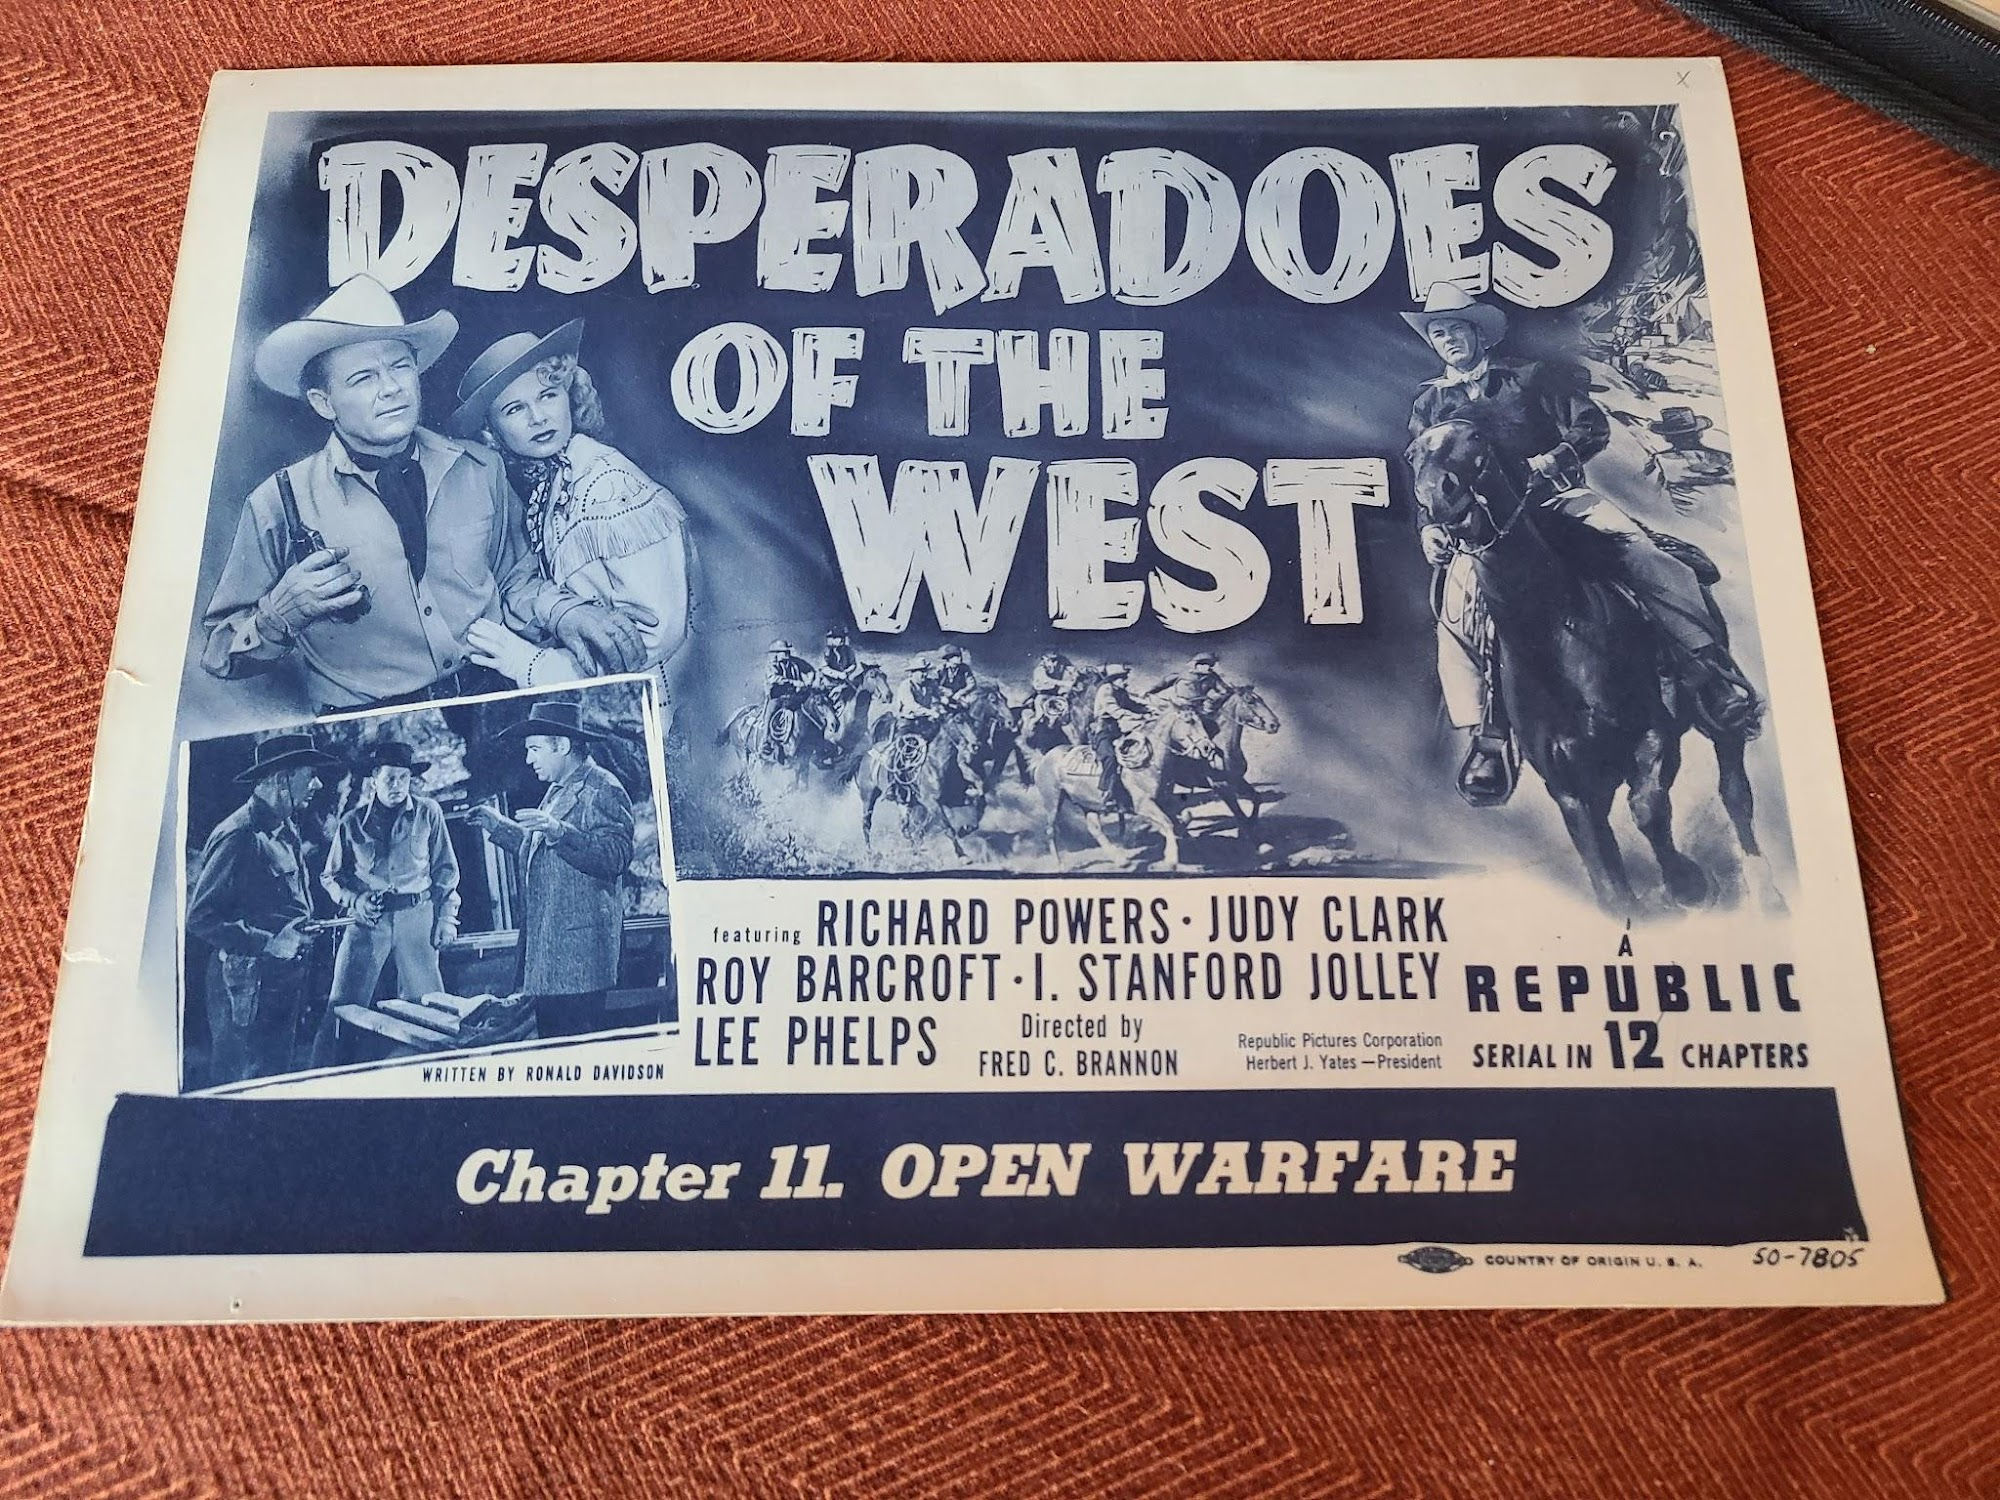 X
DESPERADOES
OF THE
WEST
featuring RICHARD POWERS · JUDY CLARK
ROY BARCROFT · I. STANFORD JOLLEY
LEE PHELPS
Directed by
FRED C. BRANNON
Republic Pictures Corporation
Herbert J. Yates — President
A
REPUBLIC
SERIAL IN 12 CHAPTERS
WRITTEN BY RONALD DAVIDSON
Chapter 11. OPEN WARFARE
COUNTRY OF ORIGIN U. S. A.
50-7805